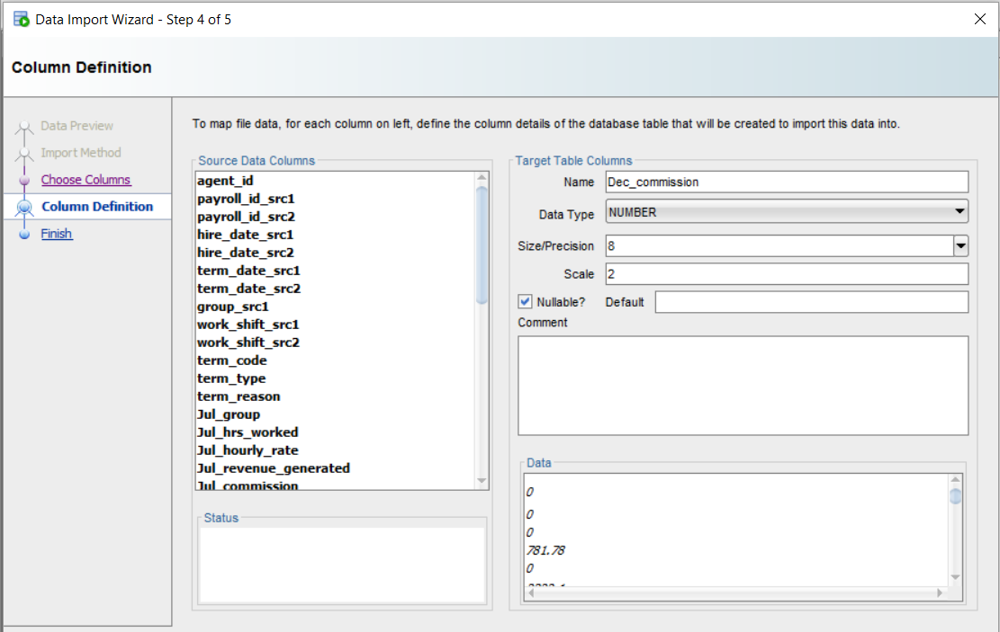 Data Import Wizard - Step 4 of 5
Column Definition
Data Preview
Import Method
Choose Columns
Column Definition
Finish
To map file data, for each column on left, define the column details of the database table that will be created to import this data into.
Source Data Columns
agent_id
payroll_id_src1
payroll_id_src2
hire_date_src1
hire_date_src2
term_date_src1
term_date_src2
group_src1
work_shift_src1
work_shift_src2
term_code
term_type
term_reason
Jul_group
Jul_hrs_worked
Jul_hourly_rate
Jul_revenue_generated
Jul_commission
Status
Target Table Columns
Name Dec_commission
Data Type NUMBER
Size/Precision 8
Scale 2
Nullable? Default
Comment
Data
0
0
0
781.78
0